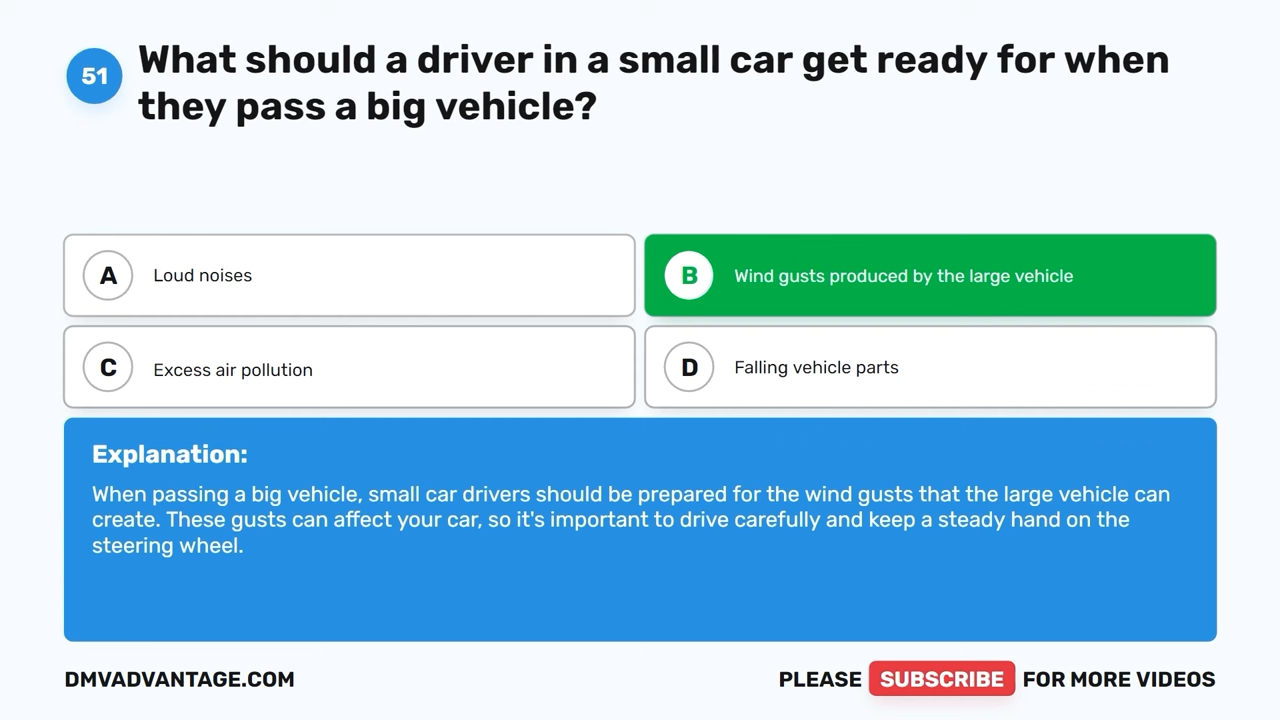 51
What should a driver in a small car get ready for when
they pass a big vehicle?
A
Loud noises
B
Wind gusts produced by the large vehicle
C
Excess air pollution
D
Falling vehicle parts
Explanation:
When passing a big vehicle, small car drivers should be prepared for the wind gusts that the large vehicle can
create. These gusts can affect your car, so it's important to drive carefully and keep a steady hand on the
steering wheel.
DMVADVANTAGE.COM
PLEASE SUBSCRIBE FOR MORE VIDEOS